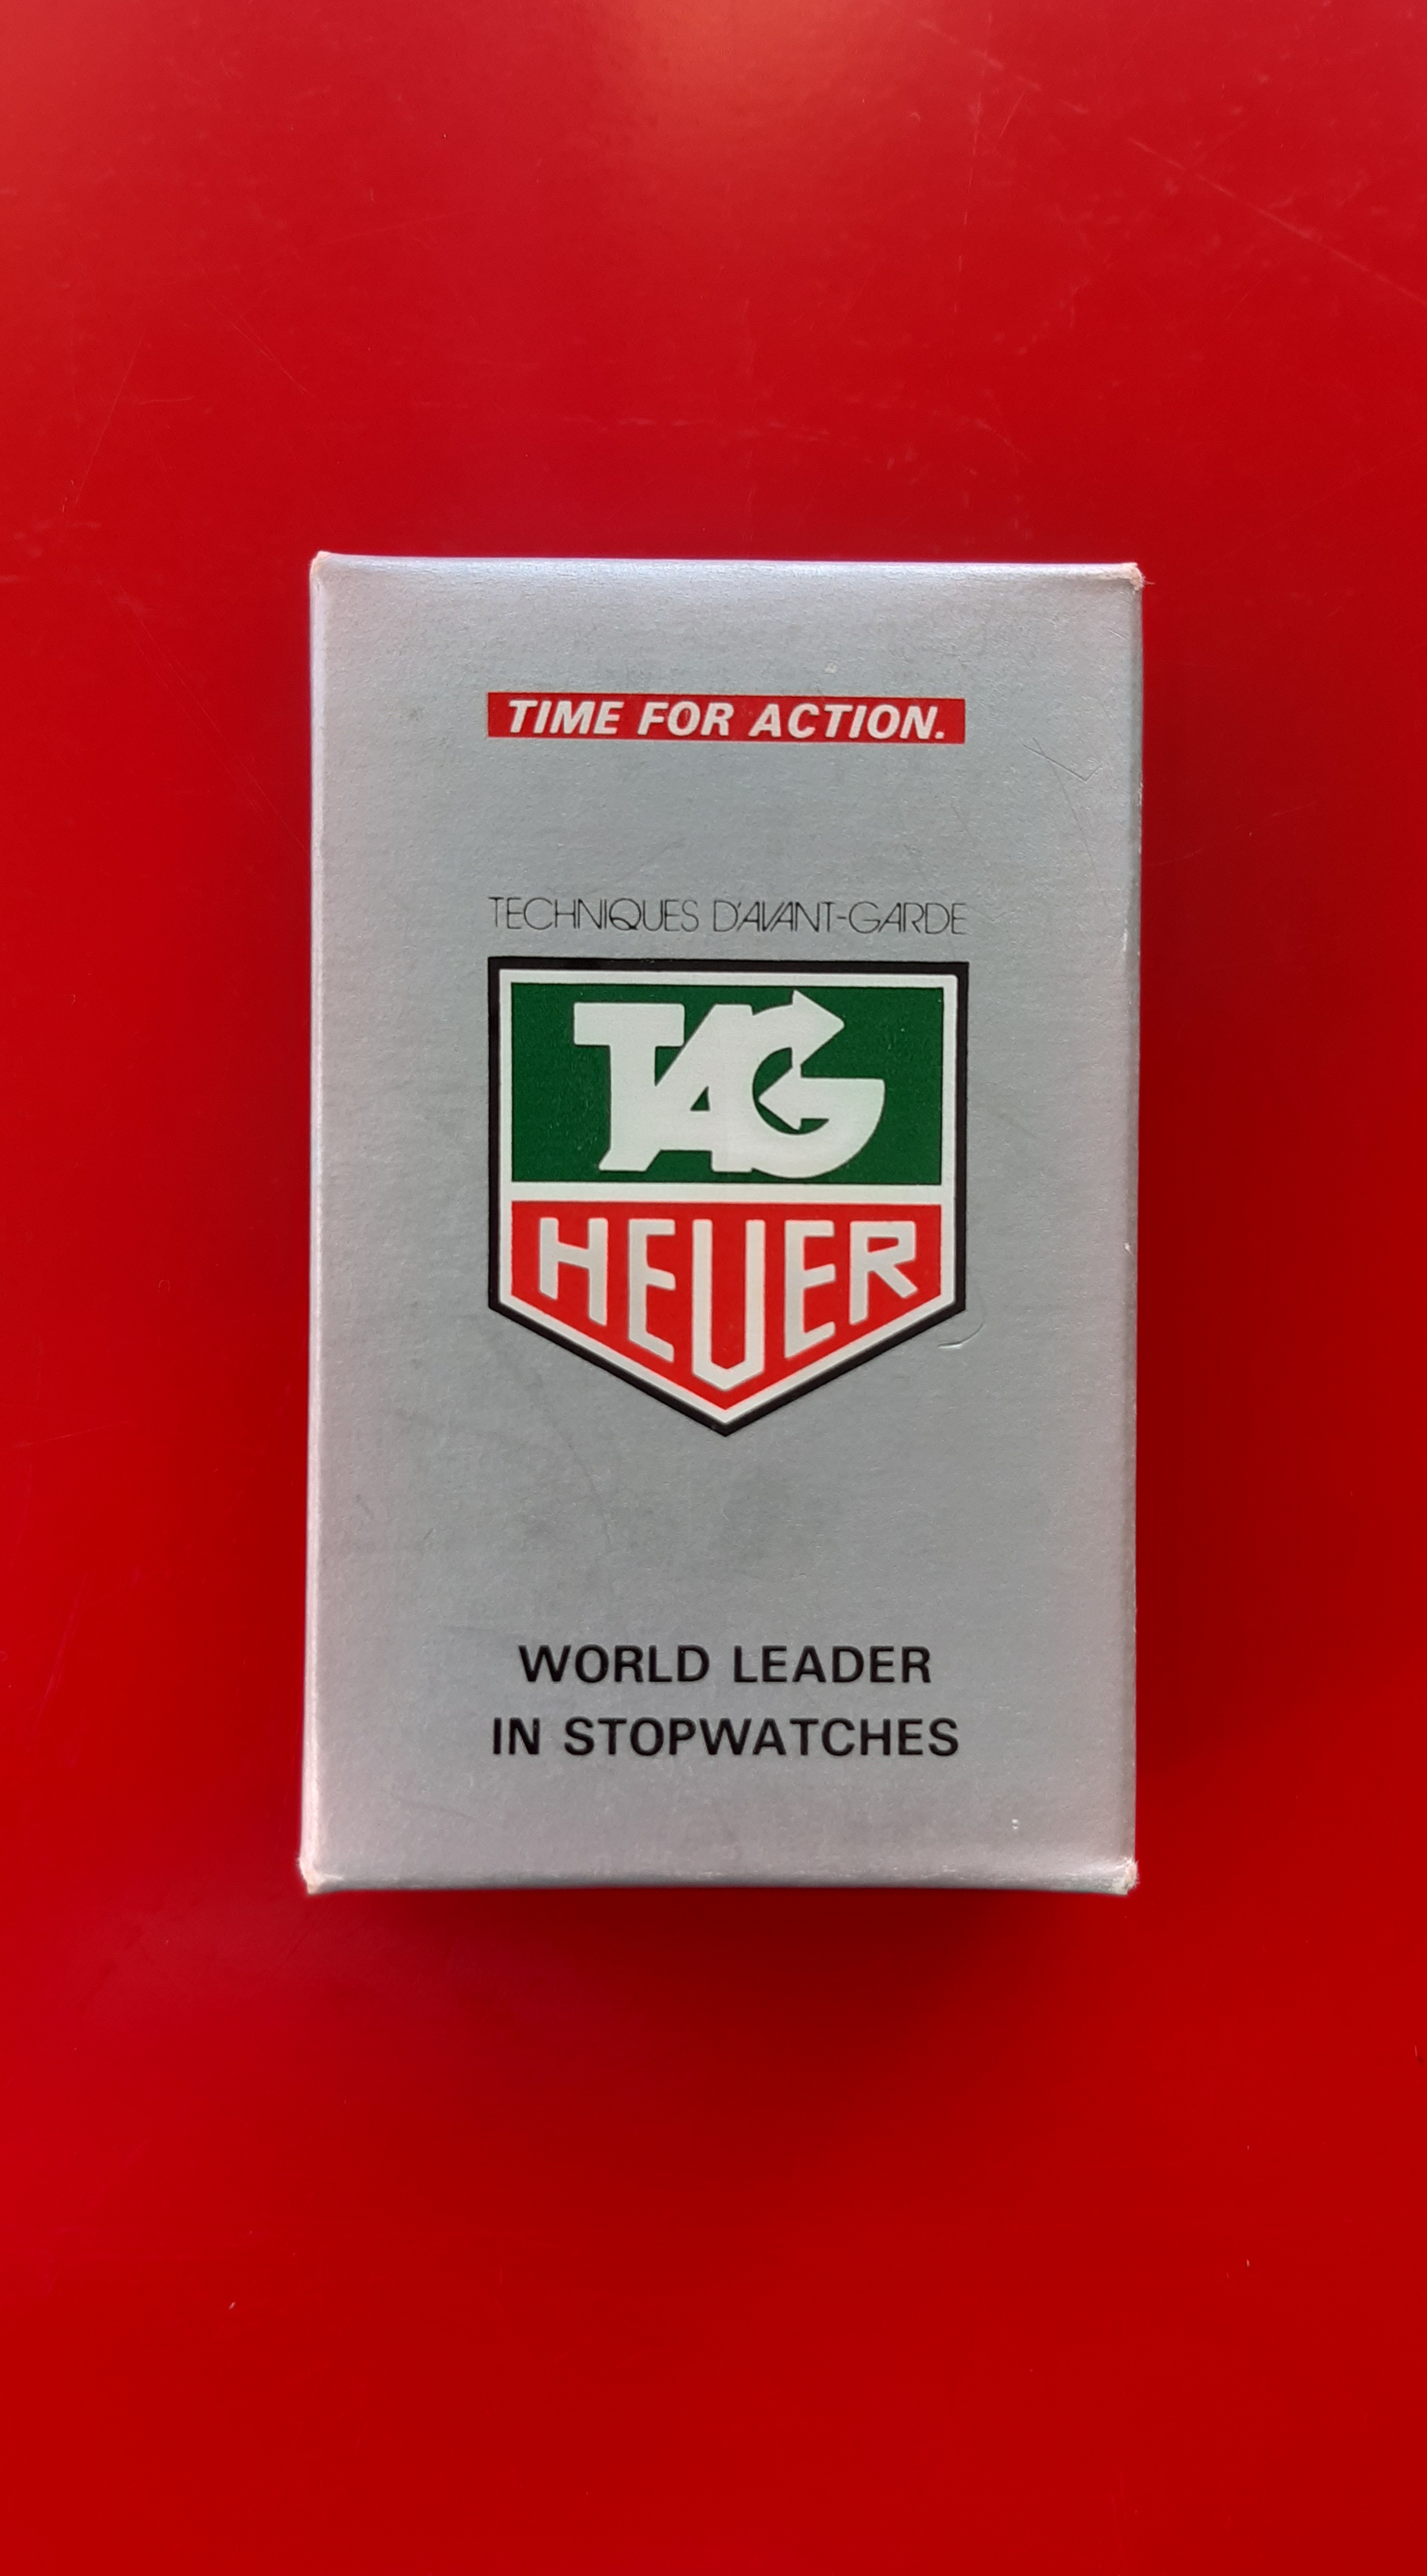 TIME FOR ACTION.
TECHNIQUES D'AVANT-GARDE
TAG
HEUER
WORLD LEADER
IN STOPWATCHES